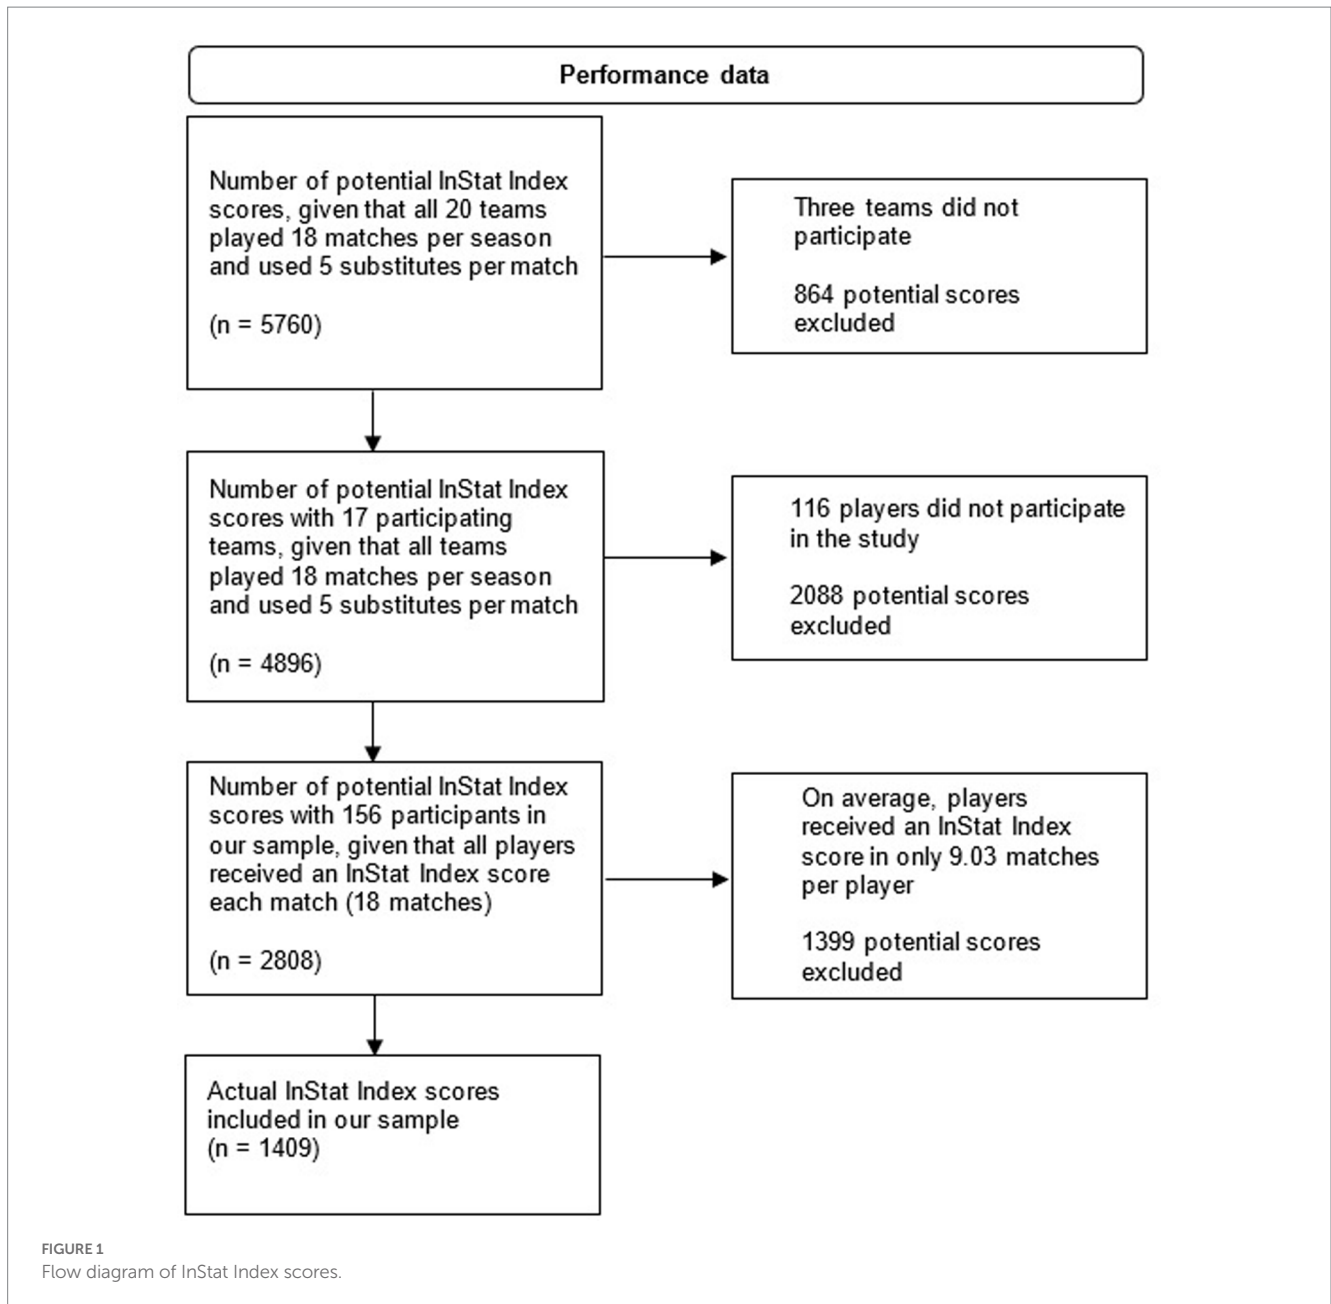 Performance data
Number of potential InStat Index
scores, given that all 20 teams
played 18 matches per season
and used 5 substitutes per match
(n = 5760)
Three teams did not
participate
864 potential scores
excluded
Number of potential InStat Index
scores with 17 participating
teams, given that all teams
played 18 matches per season
and used 5 substitutes per match
(n = 4896)
116 players did not participate
in the study
2088 potential scores
excluded
Number of potential InStat Index
scores with 156 participants in
our sample, given that all players
received an InStat Index score
each match (18 matches)
(n = 2808)
On average, players
received an InStat Index
score in only 9.03 matches
per player
1399 potential scores
excluded
Actual InStat Index scores
included in our sample
(n = 1409)
FIGURE 1
Flow diagram of InStat Index scores.